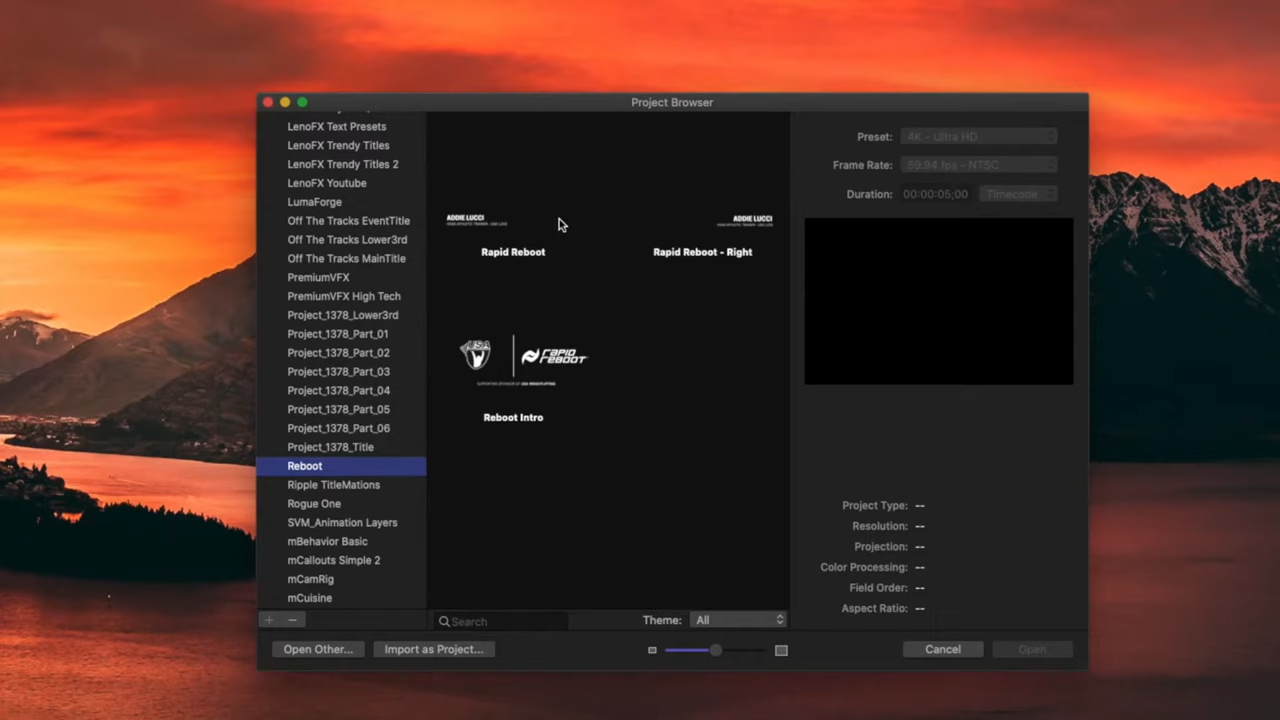 Project Browser
LenoFX Text Presets
LenoFX Trendy Titles
LenoFX Trendy Titles 2
LenoFX Youtube
LumaForge
Off The Tracks EventTitle
Off The Tracks Lower3rd
Off The Tracks MainTitle
PremiumVFX
PremiumVFX High Tech
Project_1378_Lower3rd
Project_1378_Part_01
Project_1378_Part_02
Project_1378_Part_03
Project_1378_Part_04
Project_1378_Part_05
Project_1378_Part_06
Project_1378_Title
Reboot
Ripple TitleMations
Rogue One
SVM_Animation Layers
mBehavior Basic
mCallouts Simple 2
mCamRig
mCuisine
ADDIE LUCCI
Rapid Reboot
ADDIE LUCCI
Rapid Reboot - Right
USA
RAPID
REBOOT
SUPPORTING SPONSOR OF USA WEIGHTLIFTING
Reboot Intro
Preset: 4K - Ultra HD
Frame Rate: 59.94 fps - NTSC
Duration: 00:00:05;00 Timecode
Project Type: --
Resolution: --
Projection: --
Color Processing: --
Field Order: --
Aspect Ratio: --
+ −
Search
Theme: All
Open Other...
Import as Project...
Cancel
Open